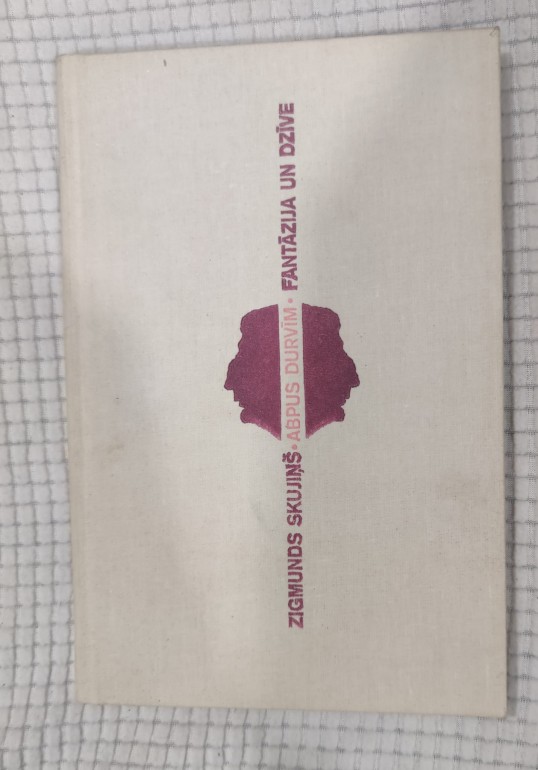 ZIGMUNDS SKUJIŅŠ • ABPUS DURVĪM • FANTĀZIJA UN DZĪVE